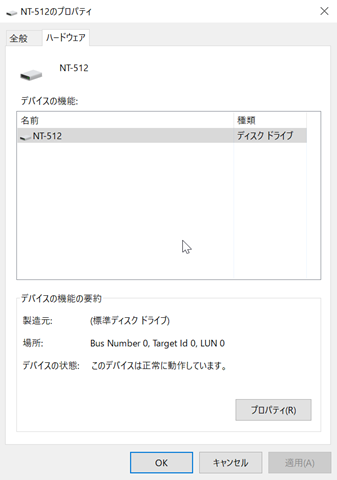 NT-512のプロパティ
全般 ハードウェア
NT-512
デバイスの機能:
名前 種類
NT-512 ディスク ドライブ
デバイスの機能の要約
製造元: (標準ディスク ドライブ)
場所: Bus Number 0, Target Id 0, LUN 0
デバイスの状態: このデバイスは正常に動作しています。
プロパティ(R)
OK キャンセル 適用(A)